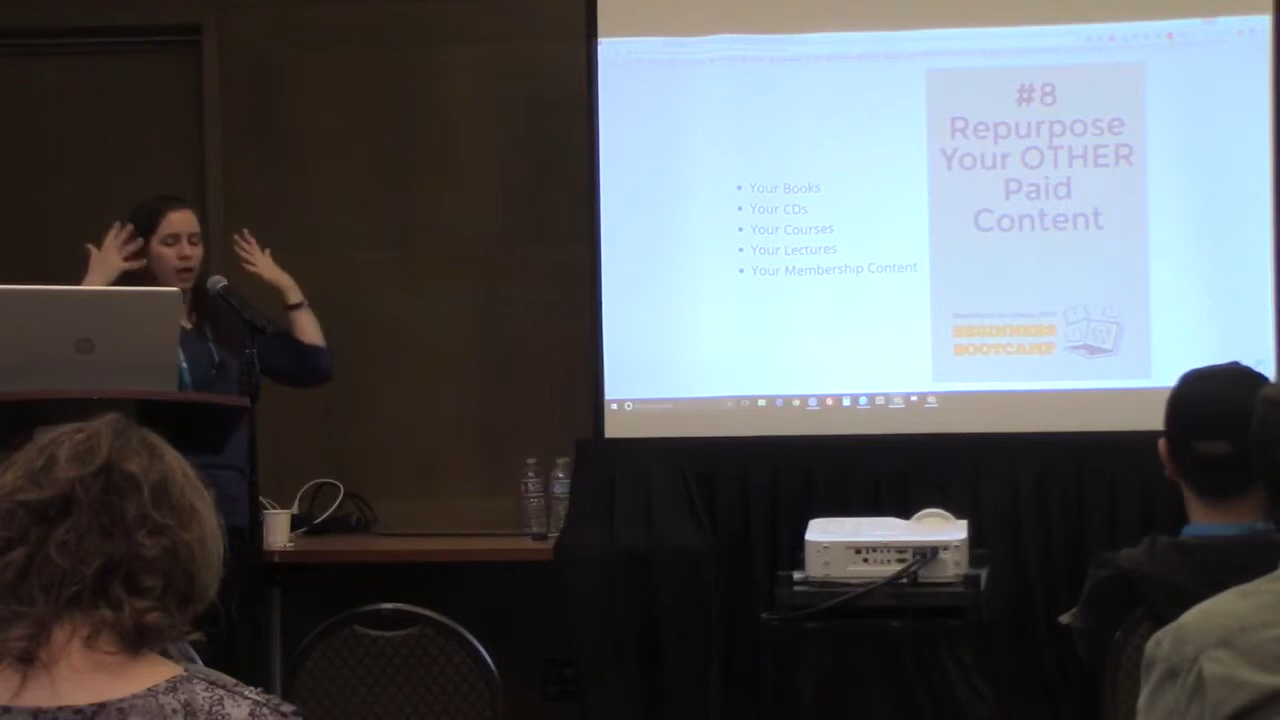 • Your Books
• Your CDs
• Your Courses
• Your Lectures
• Your Membership Content
#8
Repurpose
Your OTHER
Paid
Content
BEGINNERS
BOOTCAMP
hp